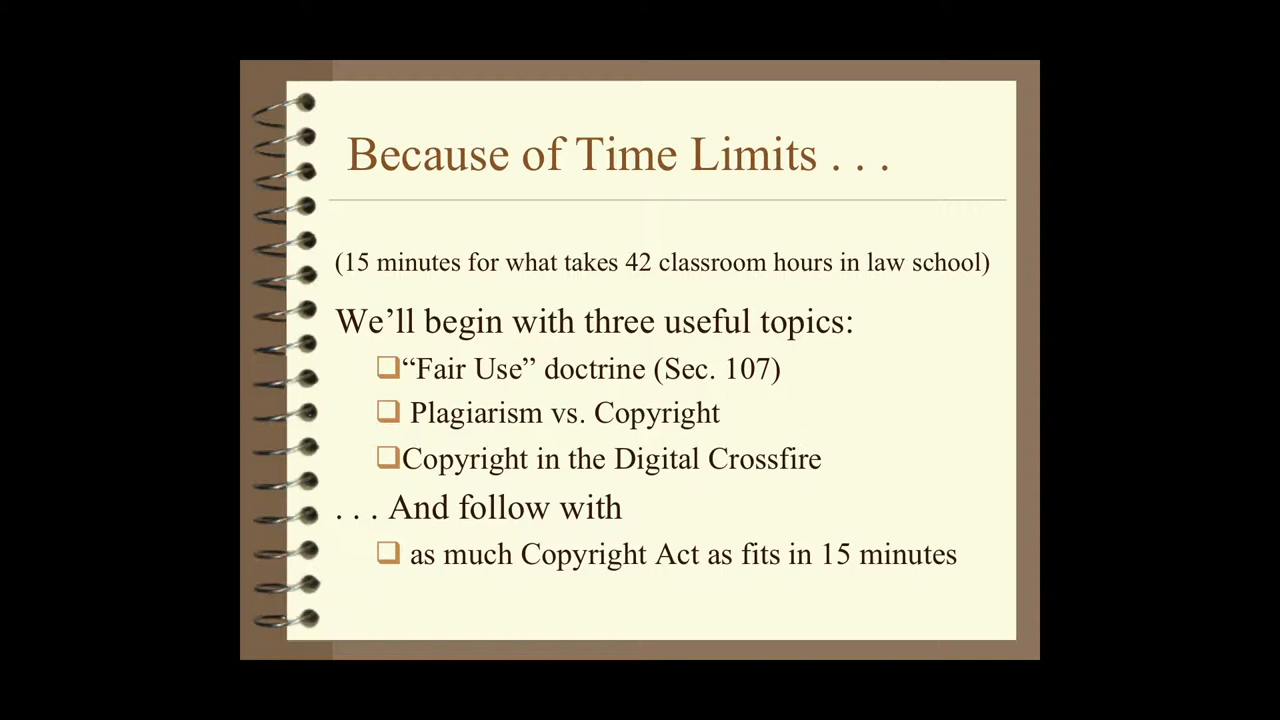 Because of Time Limits . . .
(15 minutes for what takes 42 classroom hours in law school)
We’ll begin with three useful topics:
❑“Fair Use” doctrine (Sec. 107)
❑ Plagiarism vs. Copyright
❑Copyright in the Digital Crossfire
. . . And follow with
❑ as much Copyright Act as fits in 15 minutes